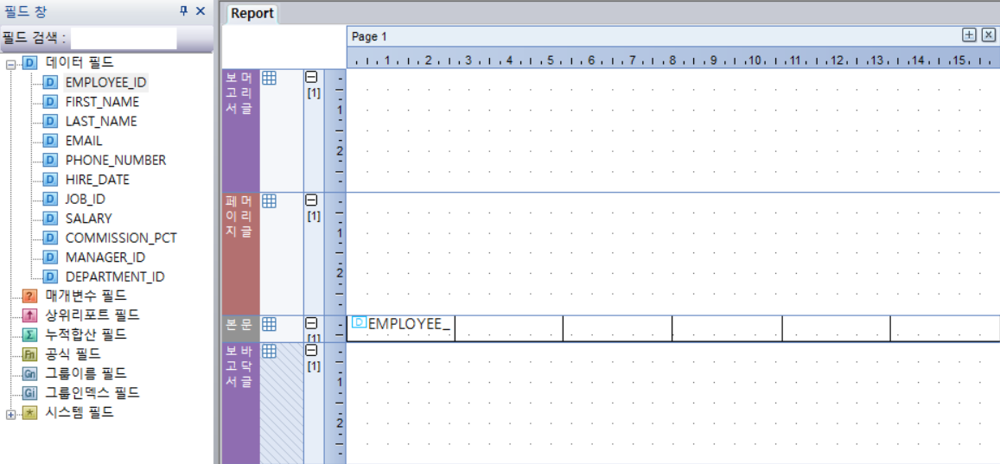 필드 창
필드 검색 :
데이터 필드
EMPLOYEE_ID
FIRST_NAME
LAST_NAME
EMAIL
PHONE_NUMBER
HIRE_DATE
JOB_ID
SALARY
COMMISSION_PCT
MANAGER_ID
DEPARTMENT_ID
매개변수 필드
상위리포트 필드
누적합산 필드
공식 필드
그룹이름 필드
그룹인덱스 필드
시스템 필드
Report
Page 1
1 2 3 4 5 6 7 8 9 10 11 12 13 14 15
보고서 머리글
[1]
1
2
페이지 머리글
[1]
1
2
본문
[1]
D EMPLOYEE_
보고서 바닥글
[1]
1
2